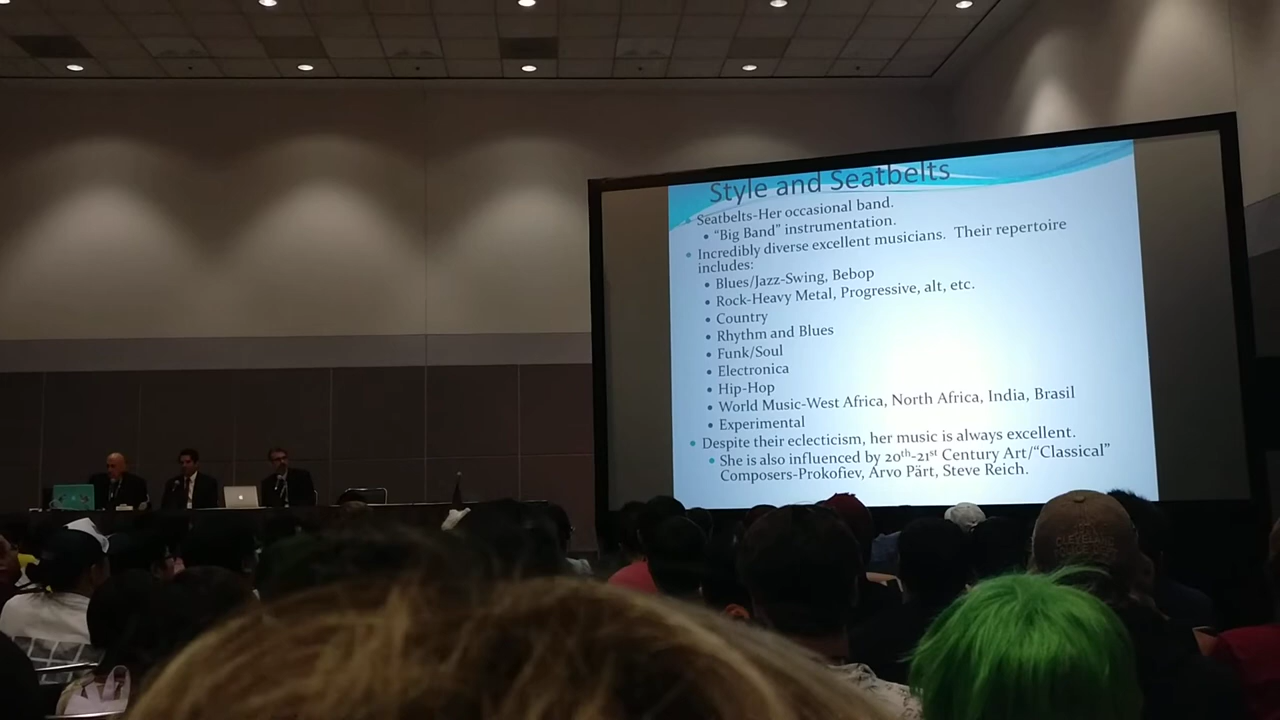 Style and Seatbelts
Seatbelts-Her occasional band.
"Big Band" instrumentation.
Incredibly diverse excellent musicians. Their repertoire
includes:
Blues/Jazz-Swing, Bebop
Rock-Heavy Metal, Progressive, alt, etc.
Country
Rhythm and Blues
Funk/Soul
Electronica
Hip-Hop
World Music-West Africa, North Africa, India, Brasil
Experimental
Despite their eclecticism, her music is always excellent.
She is also influenced by 20th-21st Century Art/"Classical"
Composers-Prokofiev, Arvo Pärt, Steve Reich.
CLEVELAND